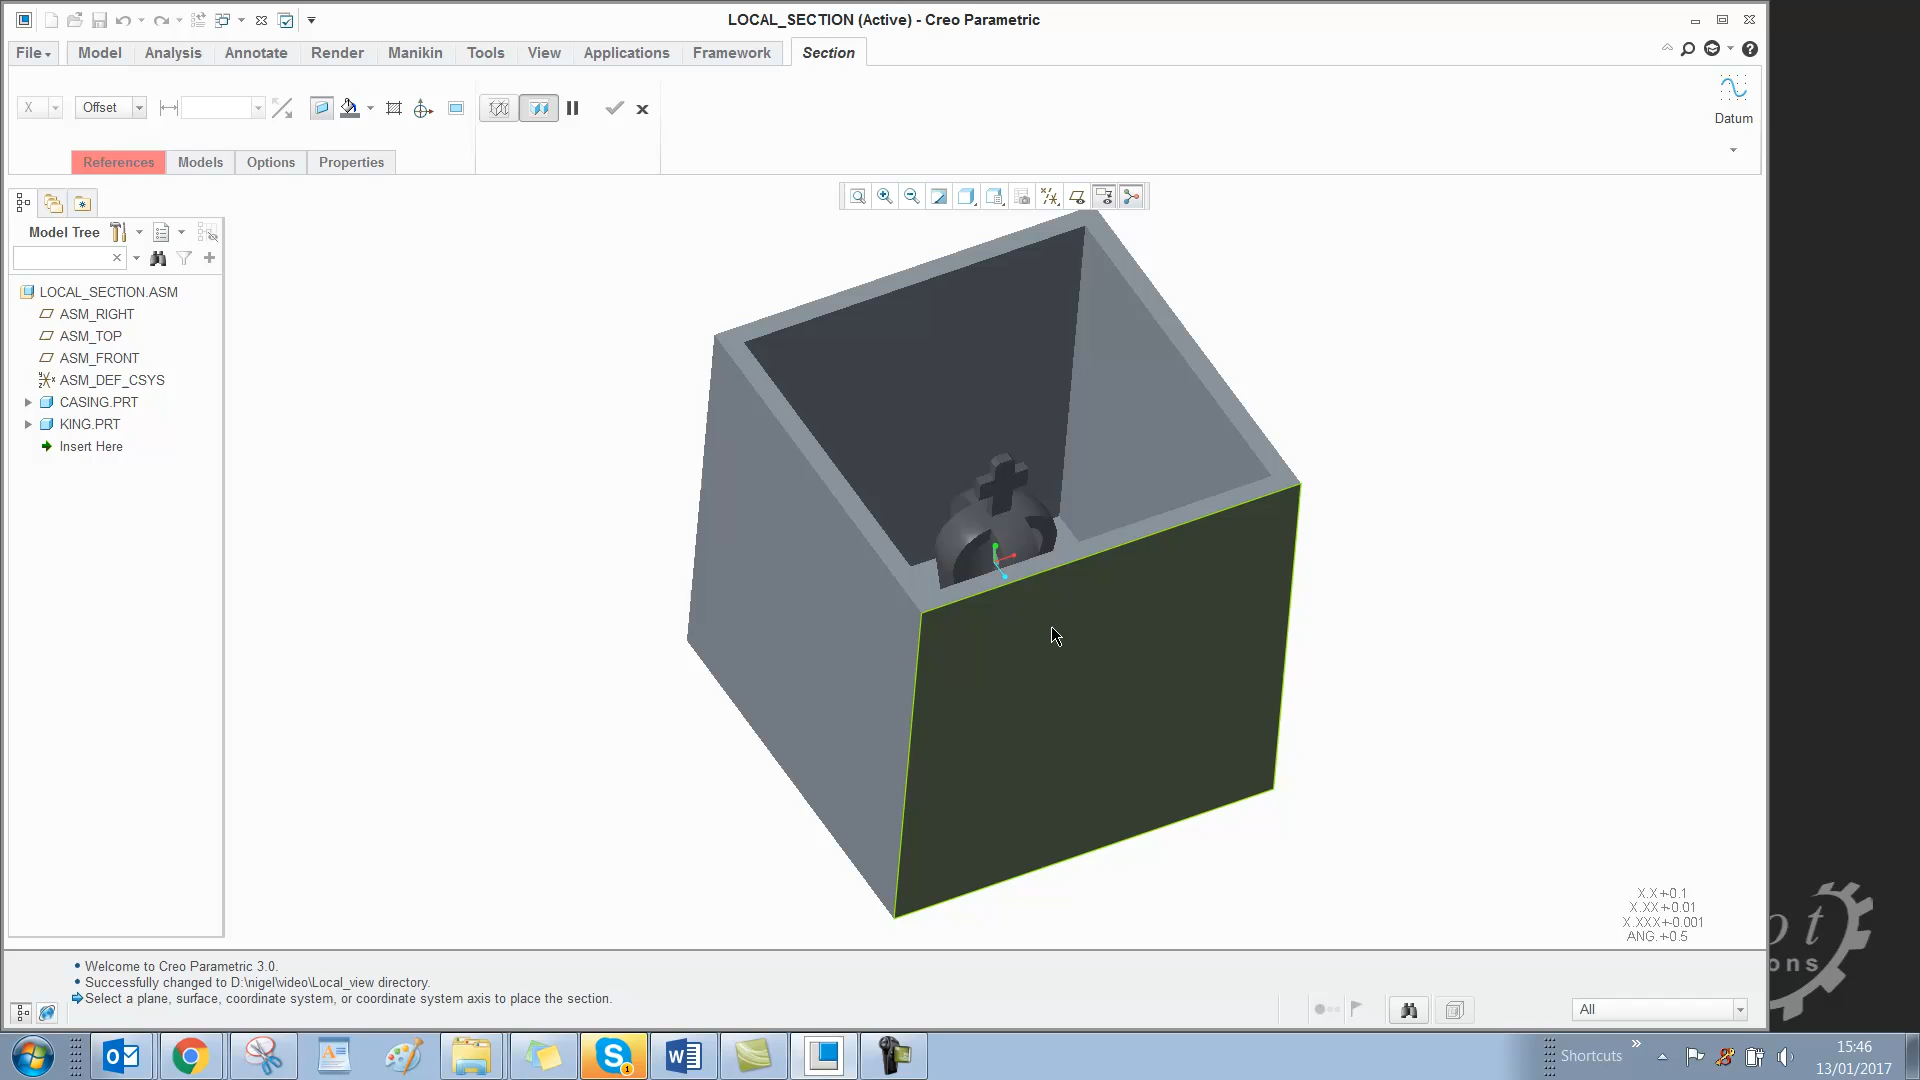 LOCAL_SECTION (Active) - Creo Parametric
File
Model
Analysis
Annotate
Render
Manikin
Tools
View
Applications
Framework
Section
X
Offset
Datum
References
Models
Options
Properties
Model Tree
LOCAL_SECTION.ASM
ASM_RIGHT
ASM_TOP
ASM_FRONT
ASM_DEF_CSYS
CASING.PRT
KING.PRT
Insert Here
X.X+-0.1
X.XX+-0.01
X.XXX+-0.001
ANG.+-0.5
ot
ons
• Welcome to Creo Parametric 3.0.
• Successfully changed to D:\nigel\video\Local_view directory.
Select a plane, surface, coordinate system, or coordinate system axis to place the section.
All
Shortcuts
15:46
13/01/2017